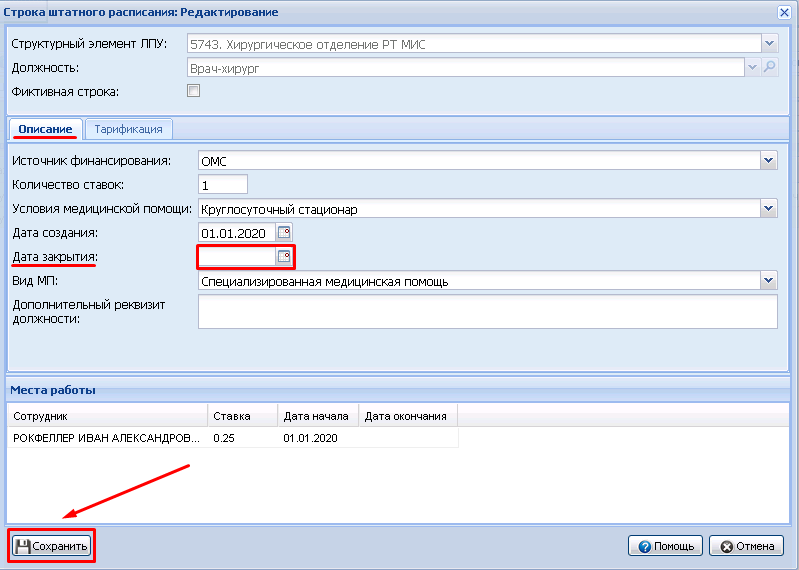 Строка штатного расписания: Редактирование
Структурный элемент ЛПУ: 5743. Хирургическое отделение РТ МИС
Должность: Врач-хирург
Фиктивная строка:
Описание Тарификация
Источник финансирования: ОМС
Количество ставок: 1
Условия медицинской помощи: Круглосуточный стационар
Дата создания: 01.01.2020
Дата закрытия:
Вид МП: Специализированная медицинская помощь
Дополнительный реквизит
должности:
Места работы
Сотрудник Ставка Дата начала Дата окончания
РОКФЕЛЛЕР ИВАН АЛЕКСАНДРОВ... 0.25 01.01.2020
Сохранить Помощь Отмена